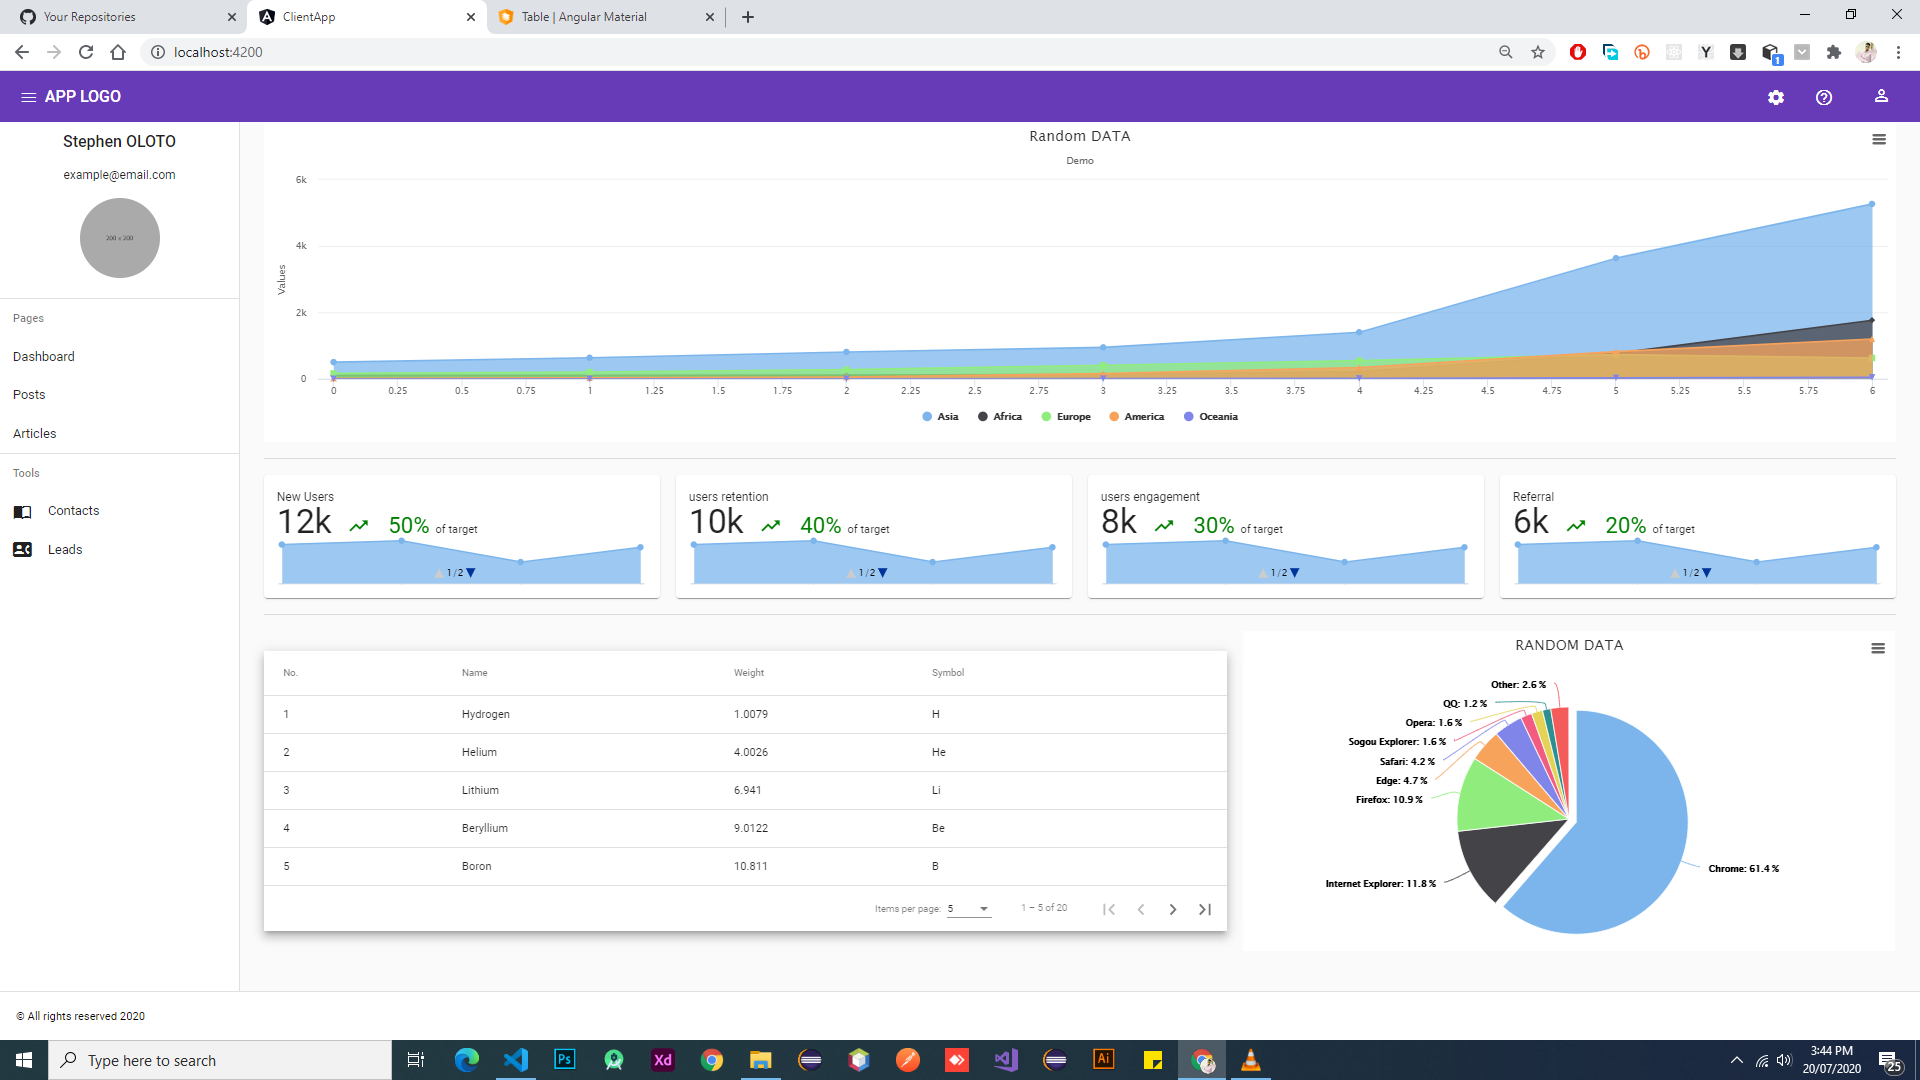 Your Repositories
ClientApp
Table | Angular Material
localhost:4200
Y
1
APP LOGO
Stephen OLOTO
example@email.com
200 x 200
Pages
Dashboard
Posts
Articles
Tools
Contacts
Leads
Random DATA
Demo
Values
6k
4k
2k
0
0 0.25 0.5 0.75 1 1.25 1.5 1.75 2 2.25 2.5 2.75 3 3.25 3.5 3.75 4 4.25 4.5 4.75 5 5.25 5.5 5.75 6
Asia Africa Europe America Oceania
New Users
12k 50% of target
1/2
users retention
10k 40% of target
1/2
users engagement
8k 30% of target
1/2
Referral
6k 20% of target
1/2
No. Name Weight Symbol
1 Hydrogen 1.0079 H
2 Helium 4.0026 He
3 Lithium 6.941 Li
4 Beryllium 9.0122 Be
5 Boron 10.811 B
Items per page: 5 1 – 5 of 20
RANDOM DATA
Other: 2.6 %
QQ: 1.2 %
Opera: 1.6 %
Sogou Explorer: 1.6 %
Safari: 4.2 %
Edge: 4.7 %
Firefox: 10.9 %
Internet Explorer: 11.8 %
Chrome: 61.4 %
© All rights reserved 2020
Type here to search
Ps
Xd
Ai
3:44 PM
20/07/2020
25